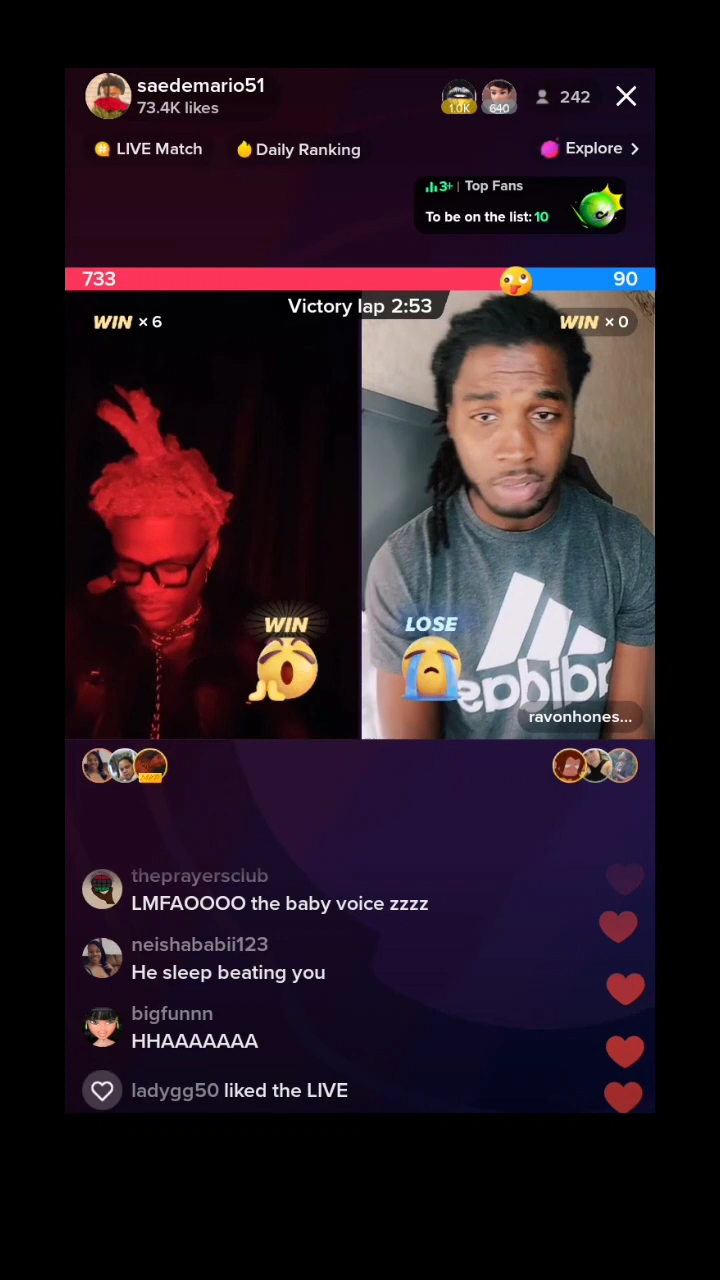 saedemario51
73.4K likes
1.0K
640
242
LIVE Match
Daily Ranking
Explore
3+ | Top Fans
To be on the list: 10
733
90
Victory lap 2:53
WIN × 6
WIN × 0
WIN
LOSE
adidas
ravonhones...
theprayersclub
LMFAOOOO the baby voice zzzz
neishababii123
He sleep beating you
bigfunnn
HHAAAAAAA
ladygg50 liked the LIVE